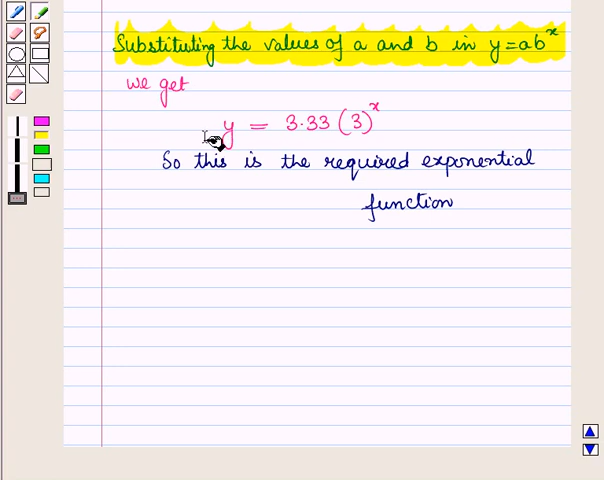 Substituting the values of a and b in y=ab^x
we get
y = 3.33 (3)^x
So this is the required exponential
function